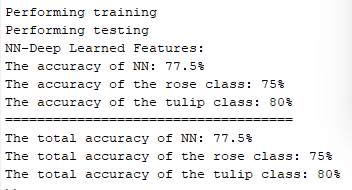 Performing training
Performing testing
NN-Deep Learned Features:
The accuracy of NN: 77.5%
The accuracy of the rose class: 75%
The accuracy of the tulip class: 80%
====================================
The total accuracy of NN: 77.5%
The total accuracy of the rose class: 75%
The total accuracy of the tulip class: 80%